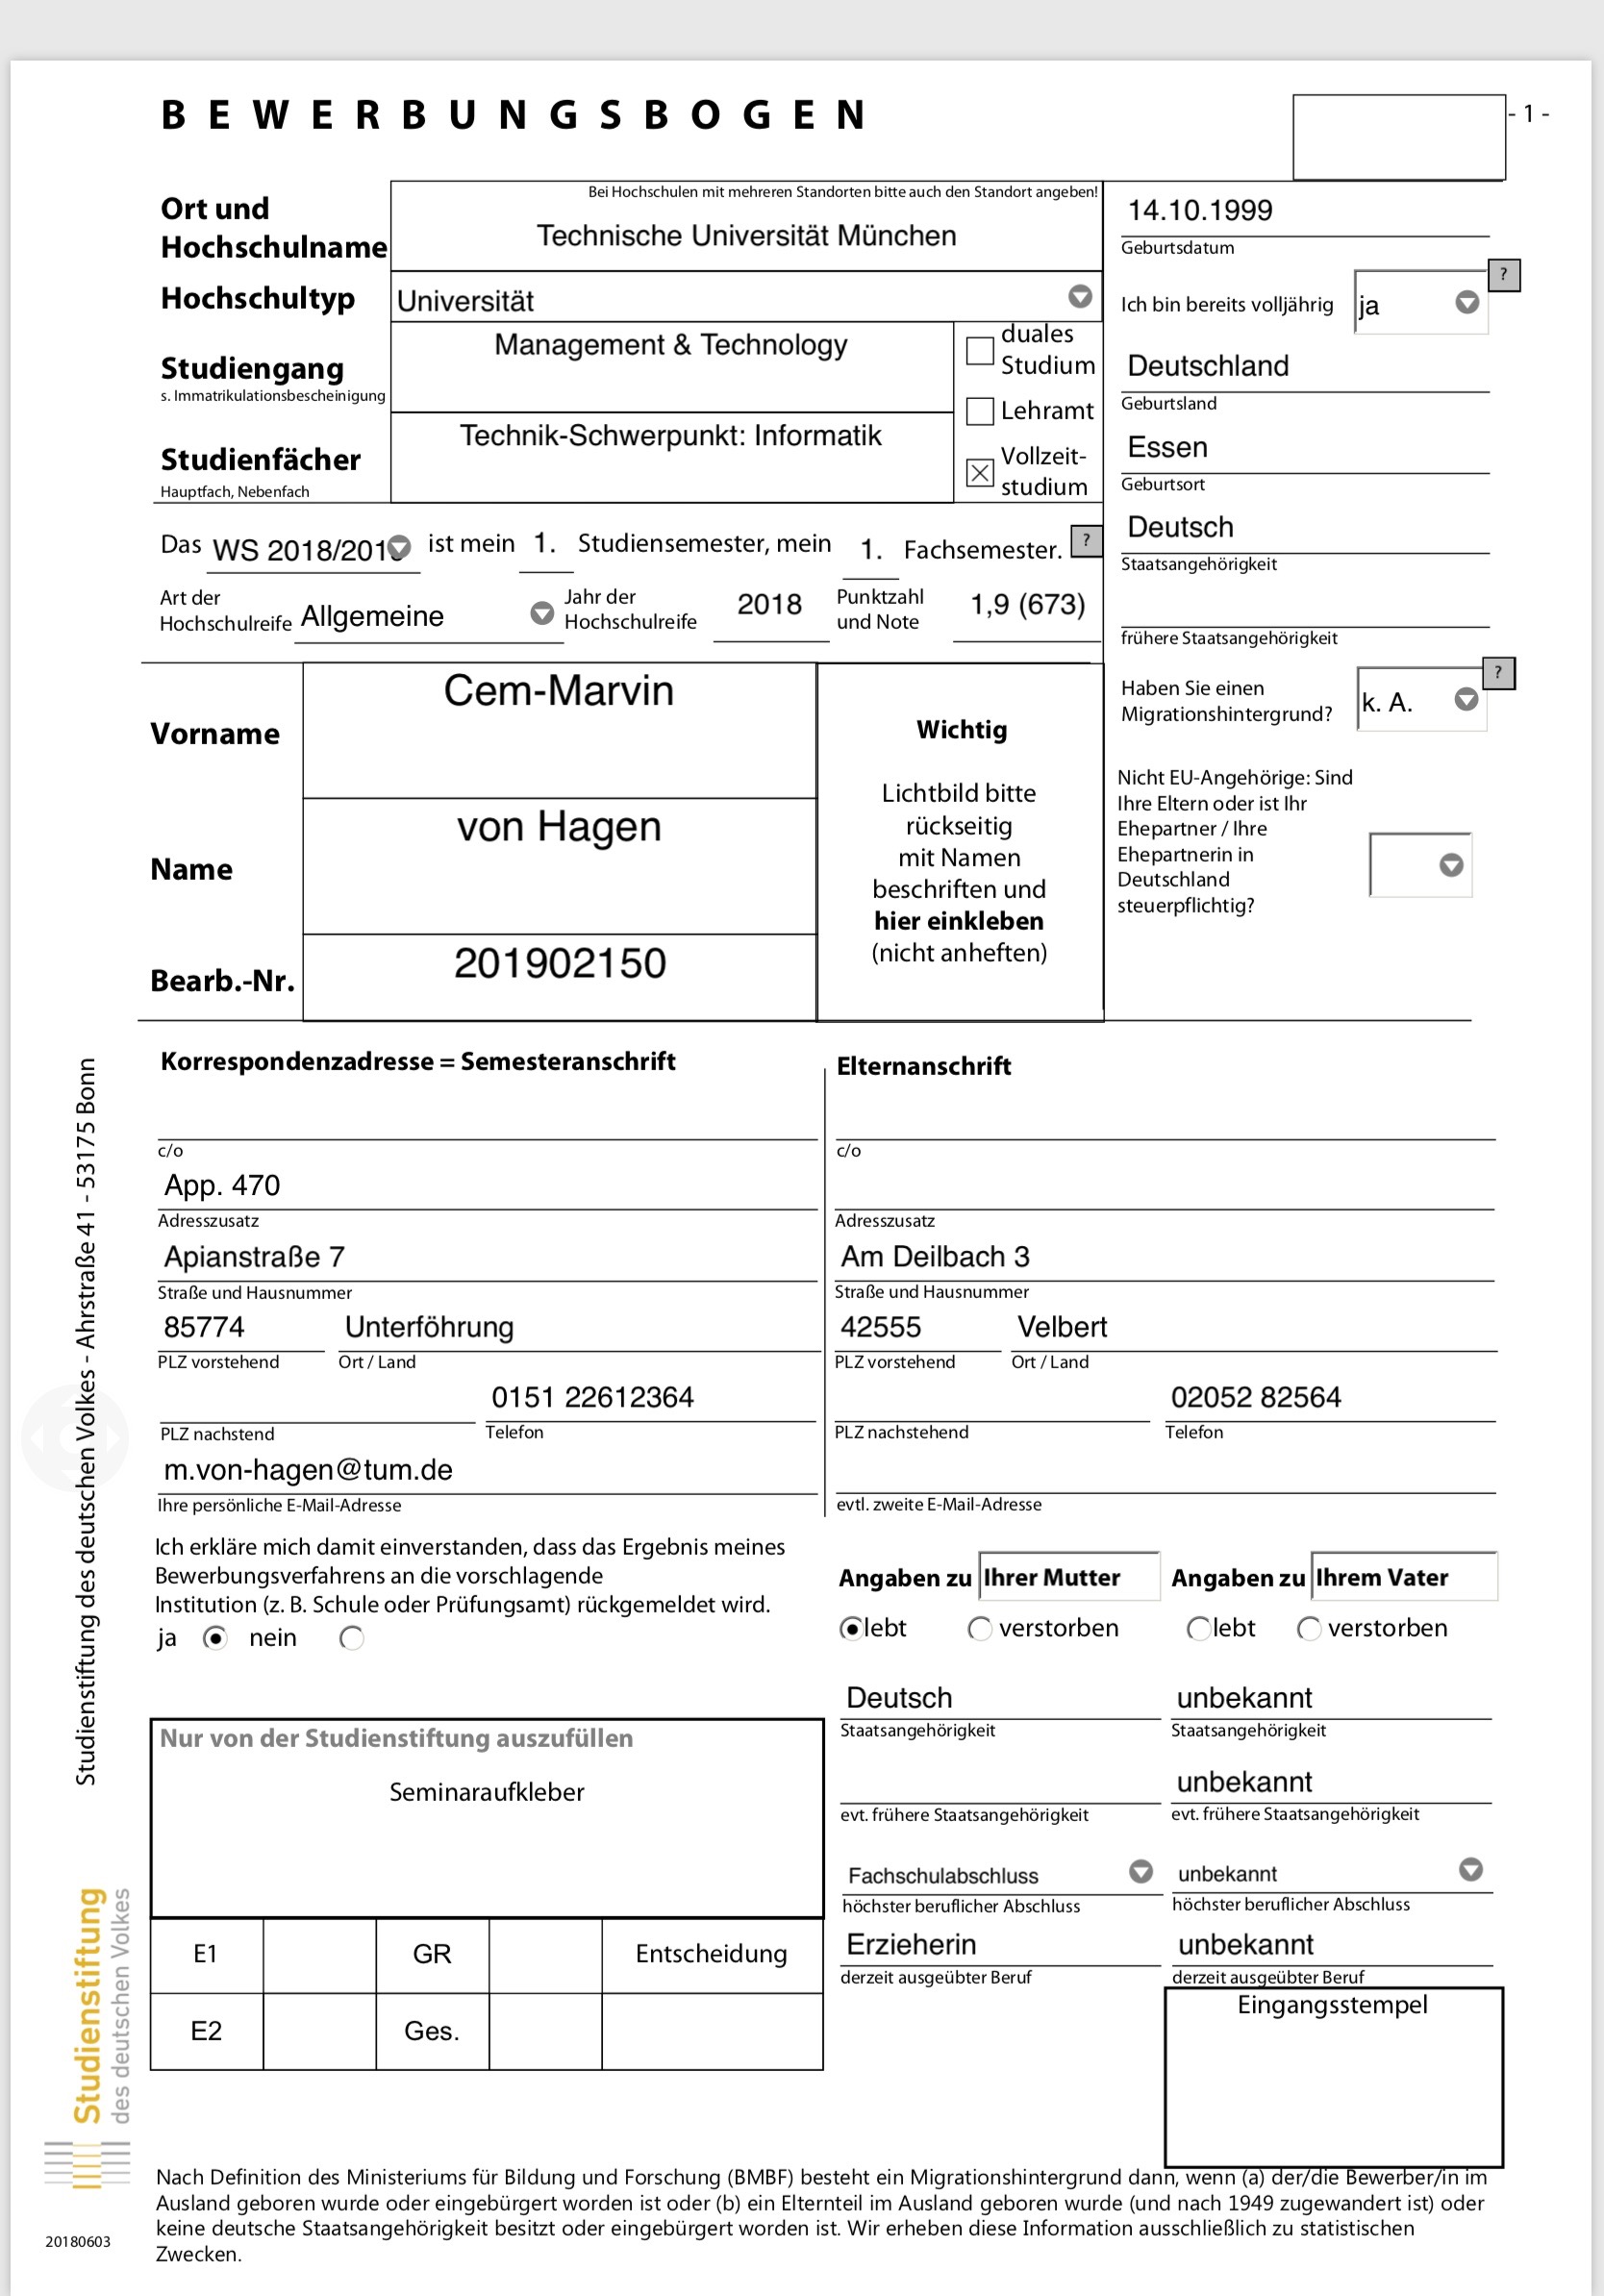 BEWERBUNGSBOGEN
- 1 -
Ort und
Hochschulname
Bei Hochschulen mit mehreren Standorten bitte auch den Standort angeben!
Technische Universität München
Hochschultyp
Universität
Studiengang
s. Immatrikulationsbescheinigung
Management & Technology
Studienfächer
Hauptfach, Nebenfach
Technik-Schwerpunkt: Informatik
duales
Studium
Lehramt
Vollzeit-
studium
Das WS 2018/201 ist mein 1. Studiensemester, mein 1. Fachsemester. ?
Art der
Hochschulreife Allgemeine
Jahr der
Hochschulreife 2018
Punktzahl
und Note 1,9 (673)
14.10.1999
Geburtsdatum
?
Ich bin bereits volljährig ja
Deutschland
Geburtsland
Essen
Geburtsort
Deutsch
Staatsangehörigkeit
frühere Staatsangehörigkeit
?
Haben Sie einen
Migrationshintergrund? k. A.
Nicht EU-Angehörige: Sind
Ihre Eltern oder ist Ihr
Ehepartner / Ihre
Ehepartnerin in
Deutschland
steuerpflichtig?
Vorname
Cem-Marvin
Name
von Hagen
Bearb.-Nr.
201902150
Wichtig
Lichtbild bitte
rückseitig
mit Namen
beschriften und
hier einkleben
(nicht anheften)
Korrespondenzadresse = Semesteranschrift
c/o
App. 470
Adresszusatz
Apianstraße 7
Straße und Hausnummer
85774 Unterföhrung
PLZ vorstehend Ort / Land
0151 22612364
PLZ nachstend Telefon
m.von-hagen@tum.de
Ihre persönliche E-Mail-Adresse
Elternanschrift
c/o
Adresszusatz
Am Deilbach 3
Straße und Hausnummer
42555 Velbert
PLZ vorstehend Ort / Land
02052 82564
PLZ nachstehend Telefon
evtl. zweite E-Mail-Adresse
Ich erkläre mich damit einverstanden, dass das Ergebnis meines
Bewerbungsverfahrens an die vorschlagende
Institution (z. B. Schule oder Prüfungsamt) rückgemeldet wird.
ja nein
Angaben zu Ihrer Mutter
lebt verstorben
Deutsch
Staatsangehörigkeit
evt. frühere Staatsangehörigkeit
Fachschulabschluss
höchster beruflicher Abschluss
Erzieherin
derzeit ausgeübter Beruf
Angaben zu Ihrem Vater
lebt verstorben
unbekannt
Staatsangehörigkeit
unbekannt
evt. frühere Staatsangehörigkeit
unbekannt
höchster beruflicher Abschluss
unbekannt
derzeit ausgeübter Beruf
Eingangsstempel
Nur von der Studienstiftung auszufüllen
Seminaraufkleber
E1 GR Entscheidung
E2 Ges.
Studienstiftung des deutschen Volkes - Ahrstraße 41 - 53175 Bonn
Studienstiftung
des deutschen Volkes
Nach Definition des Ministeriums für Bildung und Forschung (BMBF) besteht ein Migrationshintergrund dann, wenn (a) der/die Bewerber/in im
Ausland geboren wurde oder eingebürgert worden ist oder (b) ein Elternteil im Ausland geboren wurde (und nach 1949 zugewandert ist) oder
keine deutsche Staatsangehörigkeit besitzt oder eingebürgert worden ist. Wir erheben diese Information ausschließlich zu statistischen
Zwecken.
20180603